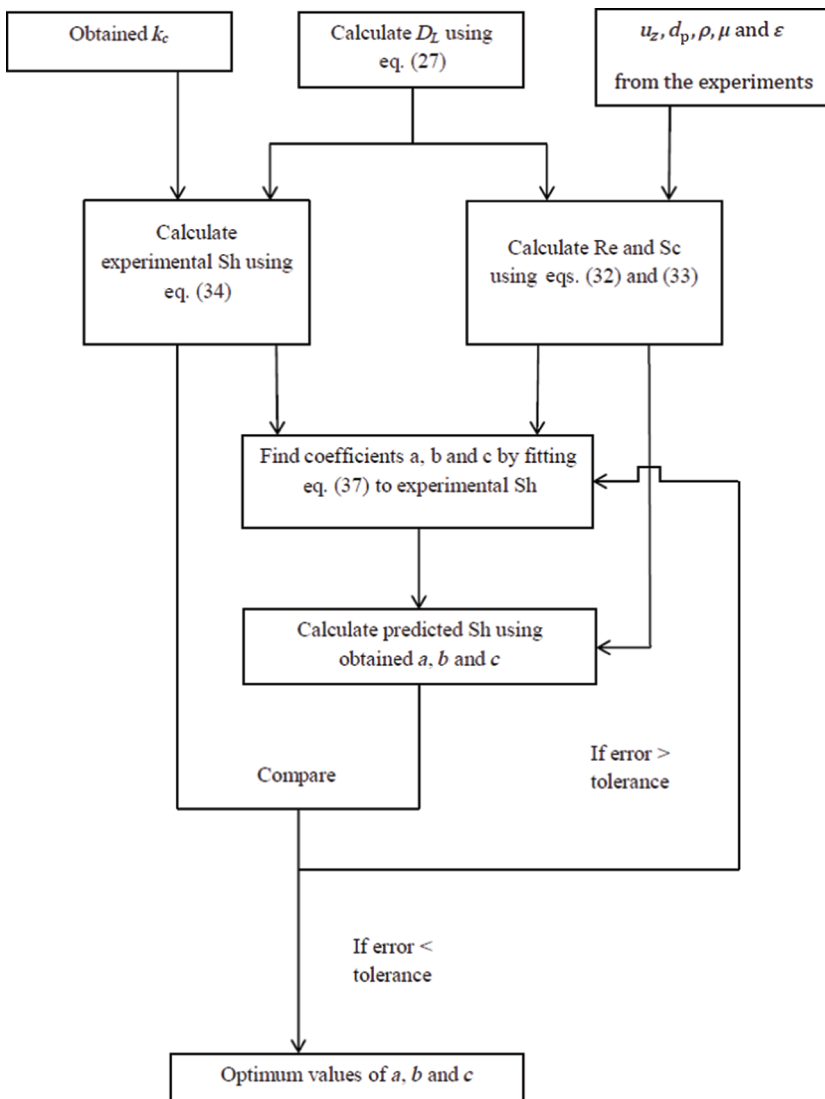 Obtained k_c
Calculate D_L using
eq. (27)
u_z, d_p, ρ, μ and ε
from the experiments
Calculate
experimental Sh using
eq. (34)
Calculate Re and Sc
using eqs. (32) and (33)
Find coefficients a, b and c by fitting
eq. (37) to experimental Sh
Calculate predicted Sh using
obtained a, b and c
Compare
If error >
tolerance
If error <
tolerance
Optimum values of a, b and c